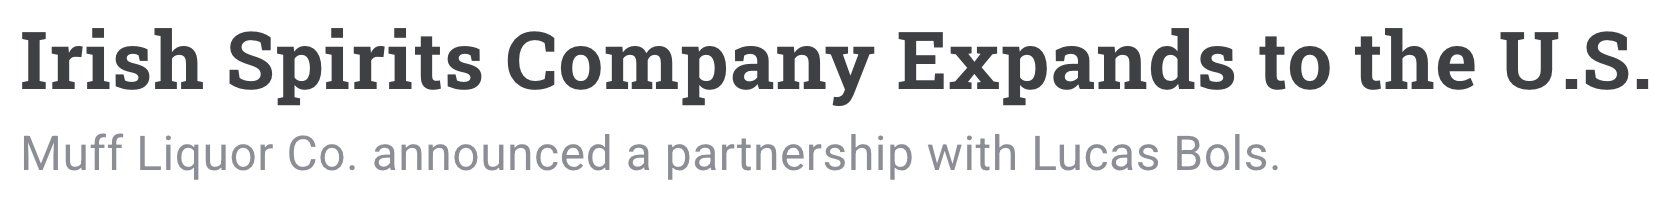 Irish Spirits Company Expands to the U.S.
Muff Liquor Co. announced a partnership with Lucas Bols.